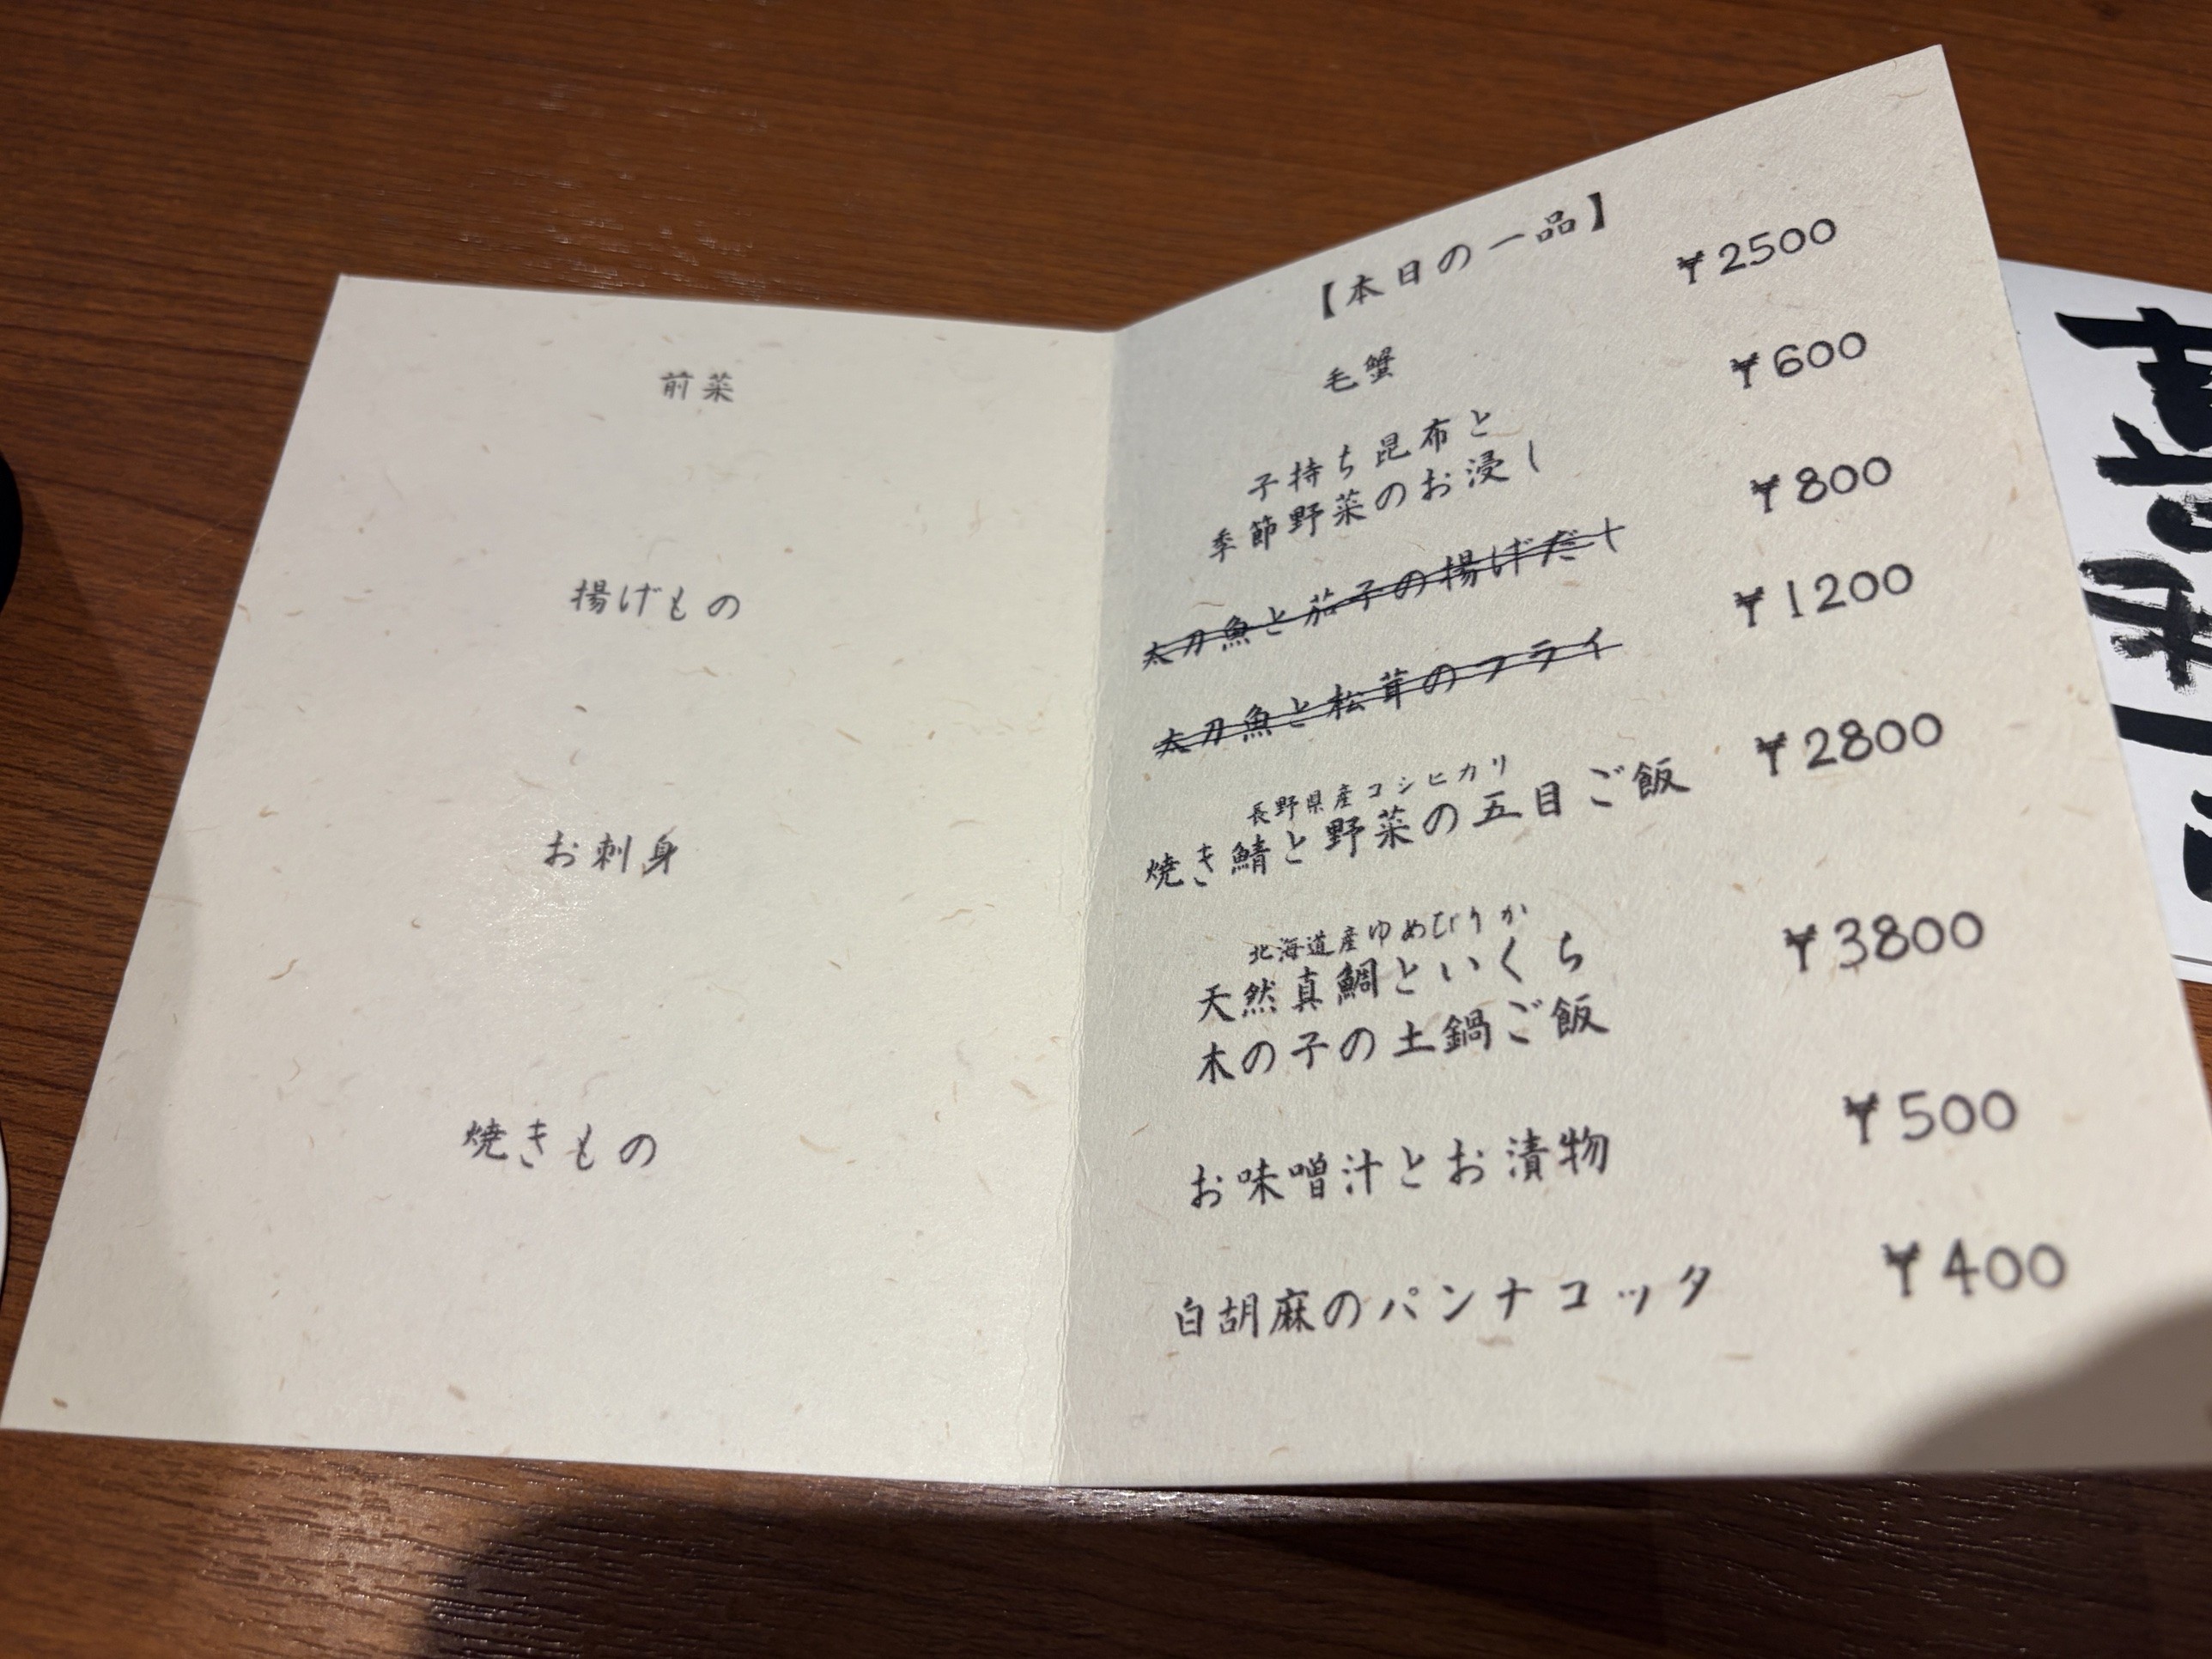 前菜
揚げもの
お刺身
焼きもの
【本日の一品】
毛蟹 ¥2500
子持ち昆布と
季節野菜のお浸し ¥600
太刀魚と茄子の揚げだし ¥800
太刀魚と松茸のフライ ¥1200
長野県産コシヒカリ
焼き鯖と野菜の五目ご飯 ¥2800
北海道産ゆめぴりか
天然真鯛といくら
木の子の土鍋ご飯 ¥3800
お味噌汁とお漬物 ¥500
白胡麻のパンナコッタ ¥400